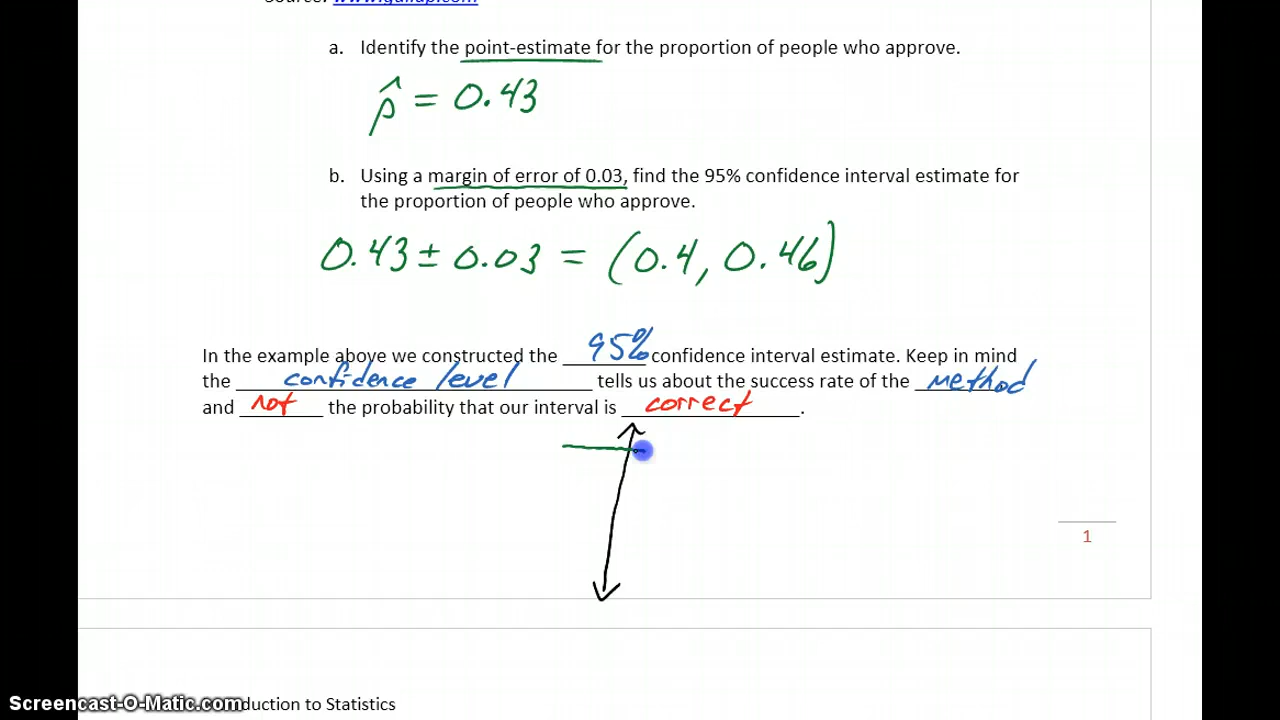 Source: www.gallup.com
a. Identify the point-estimate for the proportion of people who approve.
p̂ = 0.43
b. Using a margin of error of 0.03, find the 95% confidence interval estimate for
the proportion of people who approve.
0.43 ± 0.03 = (0.4, 0.46)
In the example above we constructed the 95% confidence interval estimate. Keep in mind
the confidence level tells us about the success rate of the method
and not the probability that our interval is correct.
1
Screencast-O-Matic.com duction to Statistics